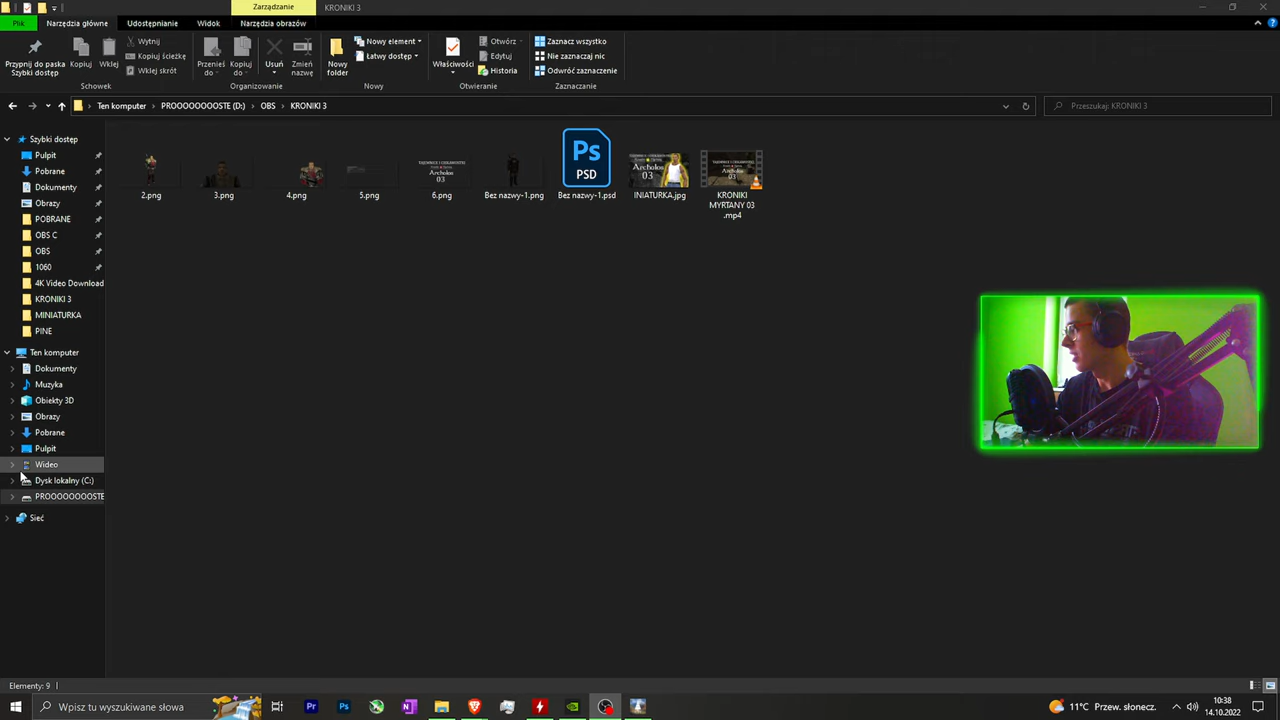 Zarządzanie
KRONIKI 3
Plik
Narzędzia główne
Udostępnianie
Widok
Narzędzia obrazów
Przypnij do paska
Szybki dostęp
Kopiuj
Wklej
Wytnij
Kopiuj ścieżkę
Wklej skrót
Schowek
Przenieś
do
Kopiuj
do
Usuń
Zmień
nazwę
Organizowanie
Nowy
folder
Nowy element
Łatwy dostęp
Nowy
Właściwości
Otwórz
Edytuj
Historia
Otwieranie
Zaznacz wszystko
Nie zaznaczaj nic
Odwróć zaznaczenie
Zaznaczanie
Ten komputer
PROOOOOOOSTE (D:)
OBS
KRONIKI 3
Przeszukaj: KRONIKI 3
Szybki dostęp
Pulpit
Pobrane
Dokumenty
Obrazy
POBRANE
OBS C
OBS
1060
4K Video Download
KRONIKI 3
MINIATURKA
PINE
Ten komputer
Dokumenty
Muzyka
Obiekty 3D
Obrazy
Pobrane
Pulpit
Wideo
Dysk lokalny (C:)
PROOOOOOOSTE
Sieć
2.png
3.png
4.png
5.png
6.png
Bez nazwy-1.png
Ps
PSD
Bez nazwy-1.psd
Archolos
03
INIATURKA.jpg
KRONIKI
MYRTANY 03
.mp4
Elementy: 9
Wpisz tu wyszukiwane słowa
Pr
Ps
N
11°C Przew. słonecz.
10:38
14.10.2022